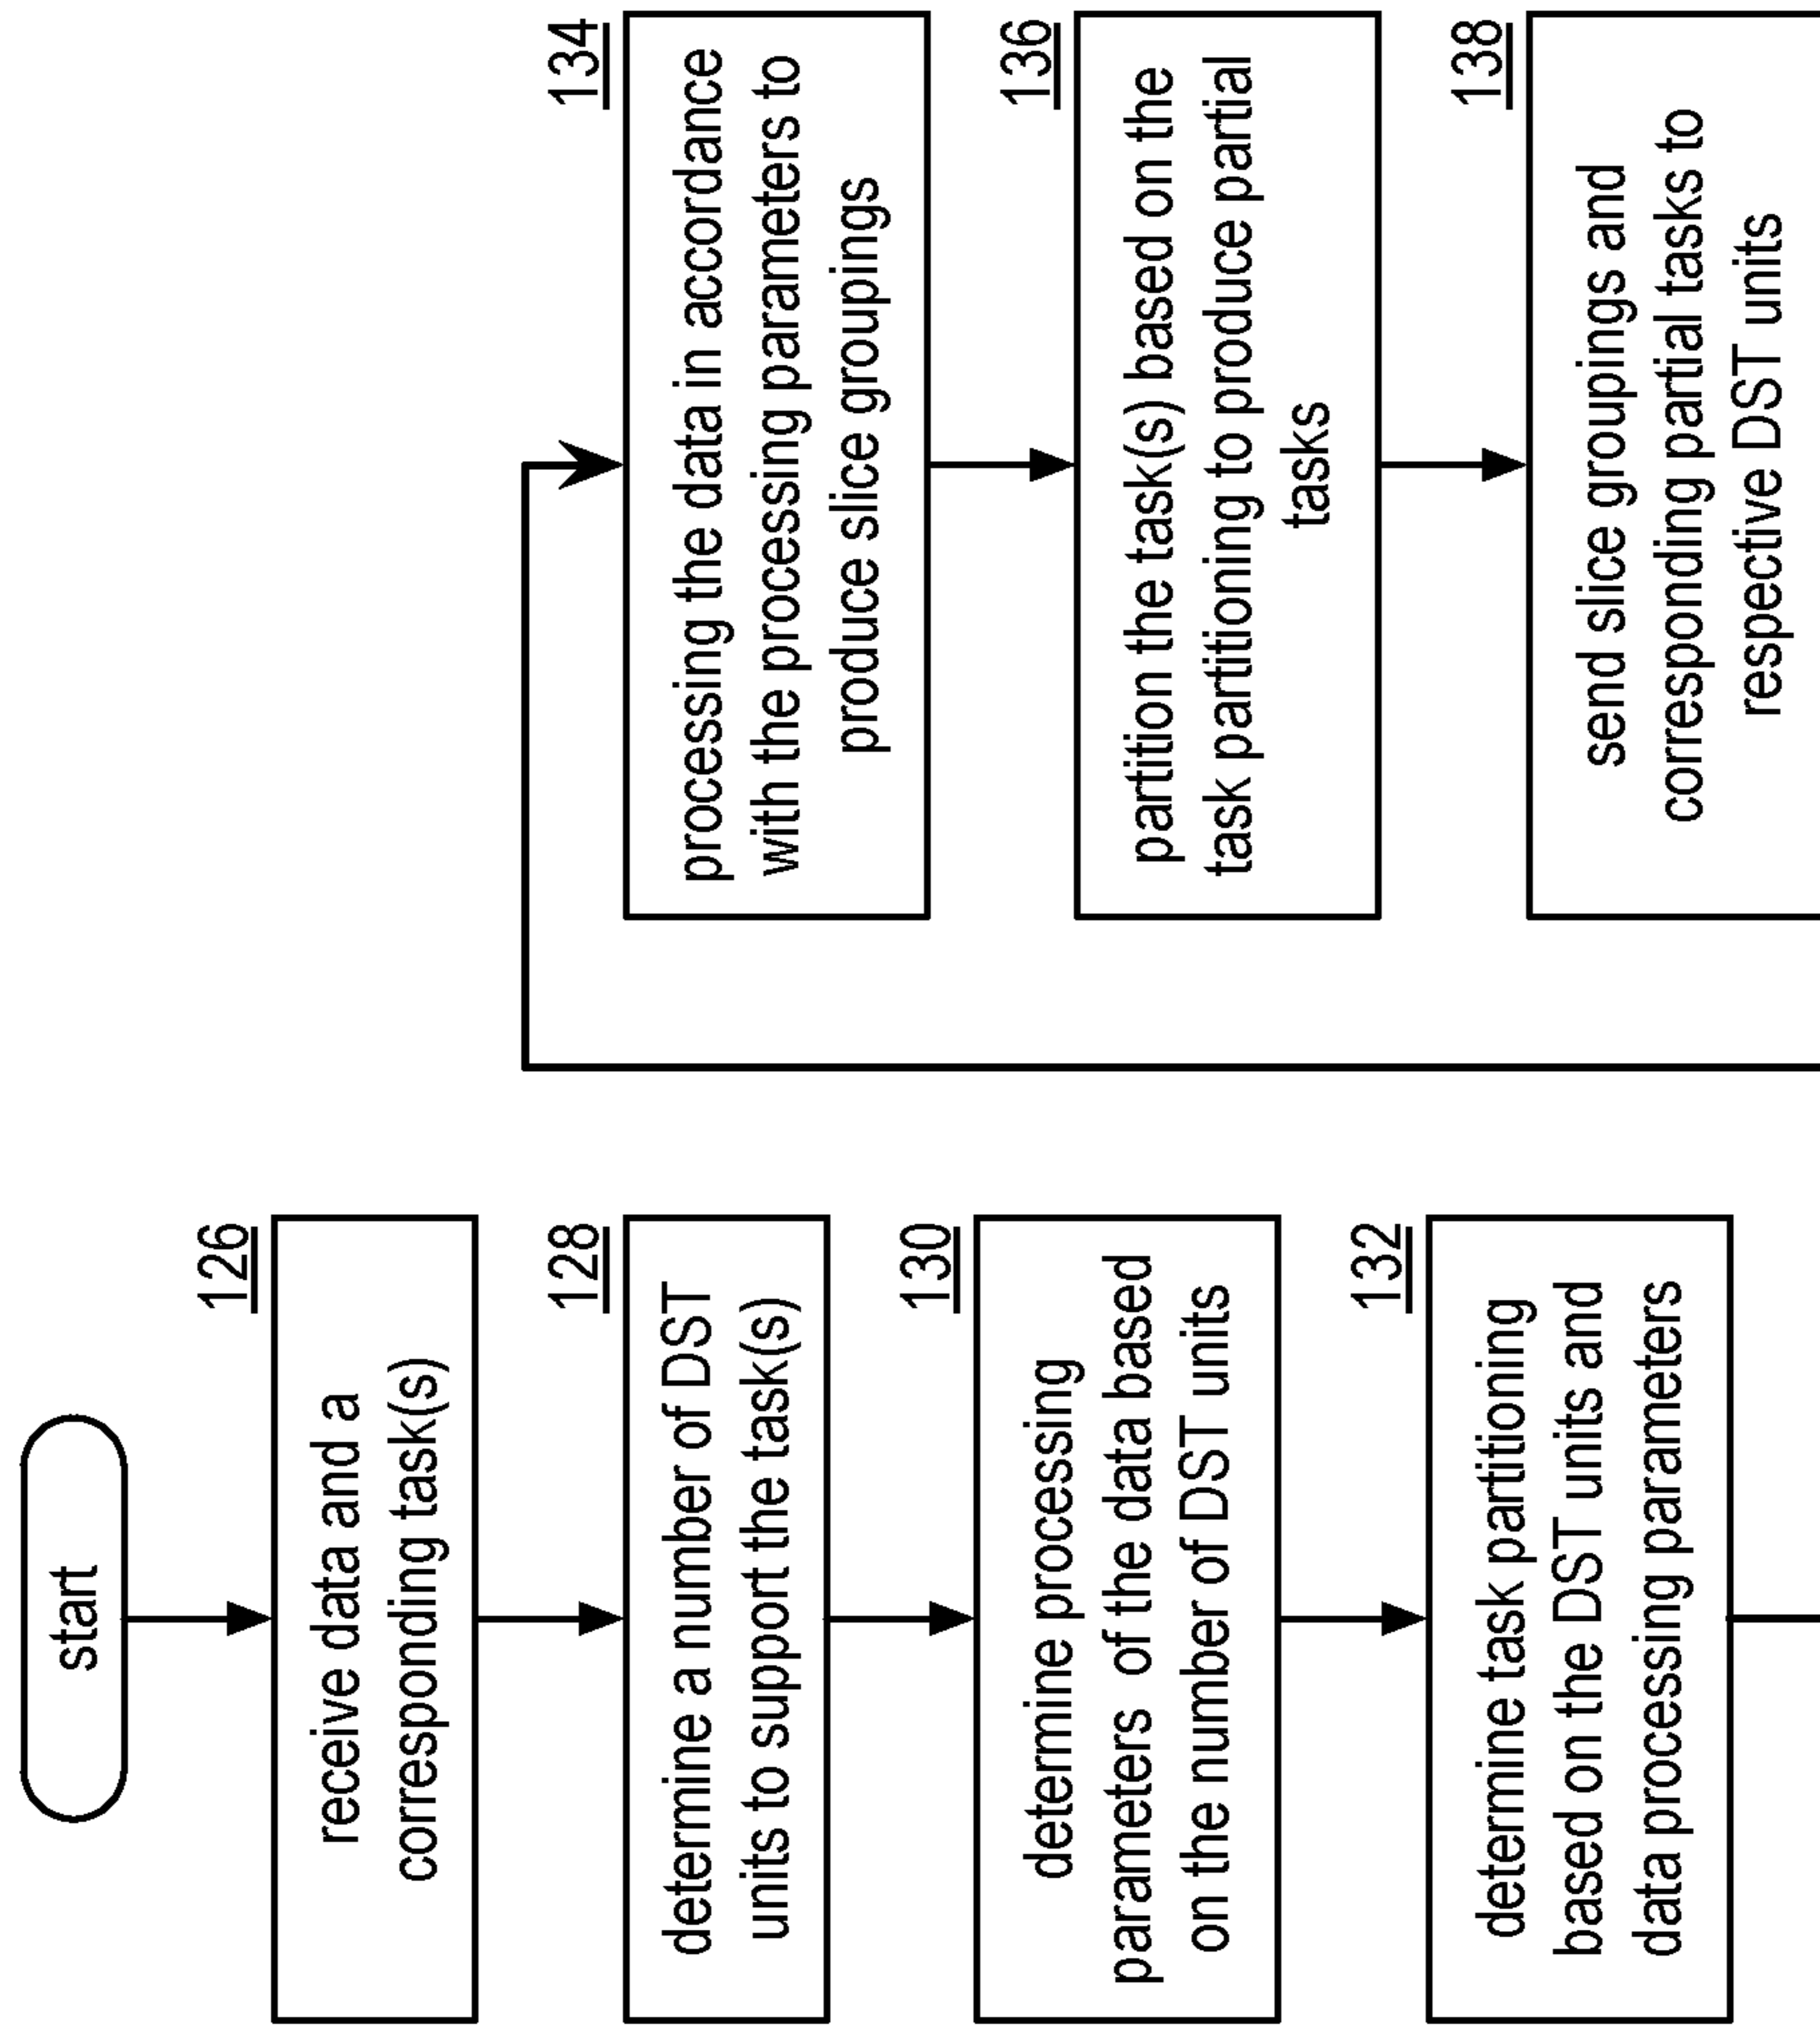 start
126
receive data and a
corresponding task(s)
128
determine a number of DST
units to support the task(s)
130
determine processing
parameters of the data based
on the number of DST units
132
determine task partitioning
based on the DST units and
data processing parameters
134
processing the data in accordance
with the processing parameters to
produce slice groupings
136
partition the task(s) based on the
task partitioning to produce partial
tasks
138
send slice groupings and
corresponding partial tasks to
respective DST units